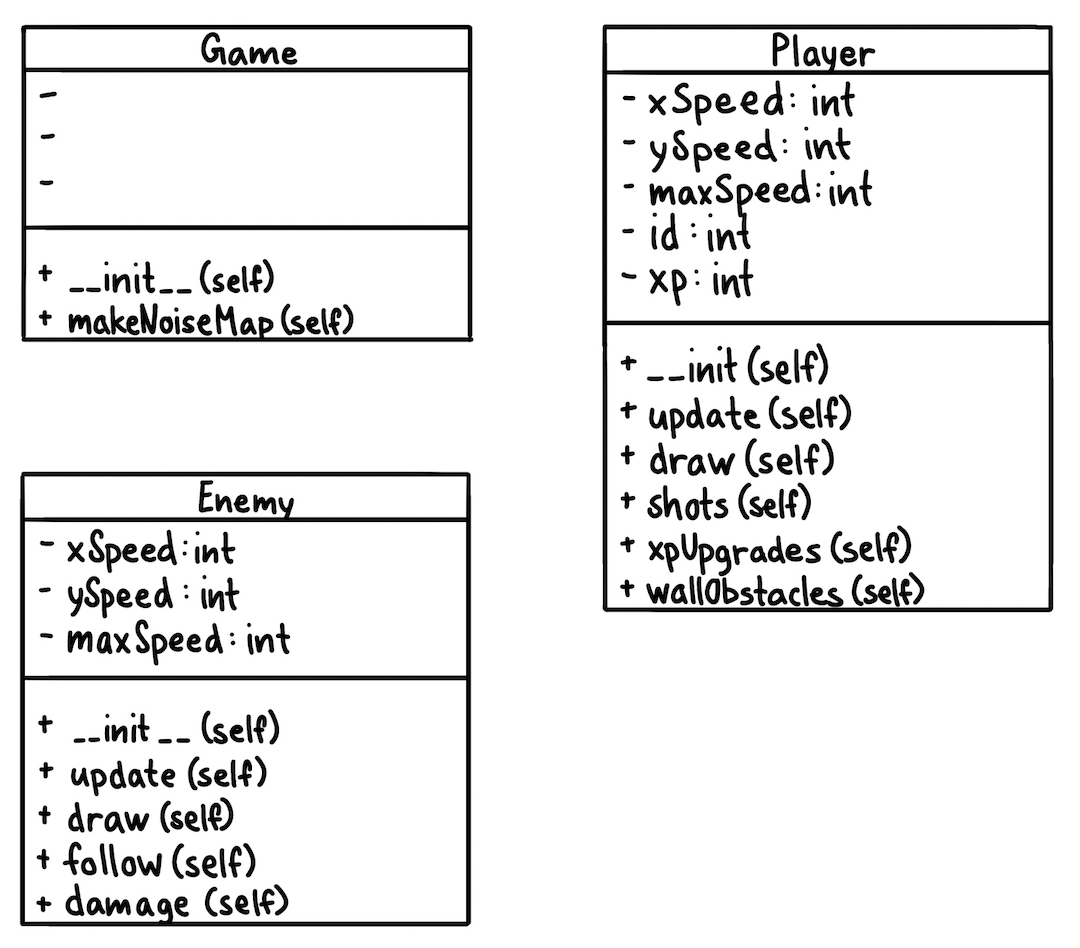 Game
-
-
-
+ __init__ (self)
+ makeNoiseMap (self)
Player
- xSpeed: int
- ySpeed: int
- maxSpeed: int
- id: int
- xp: int
+ __init (self)
+ update (self)
+ draw (self)
+ shots (self)
+ xpUpgrades (self)
+ wallObstacles (self)
Enemy
- xSpeed: int
- ySpeed: int
- maxSpeed: int
+ __init__ (self)
+ update (self)
+ draw (self)
+ follow (self)
+ damage (self)